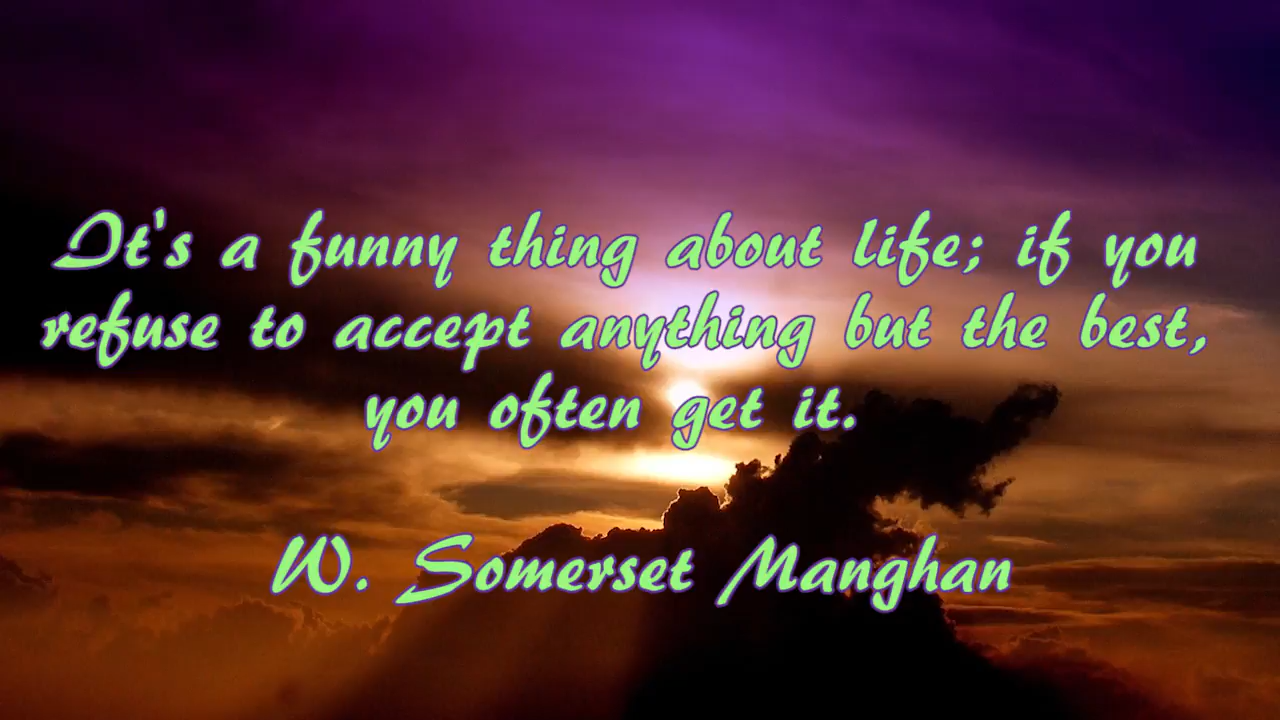 It's a funny thing about life; if you
refuse to accept anything but the best,
you often get it.
W. Somerset Manghan